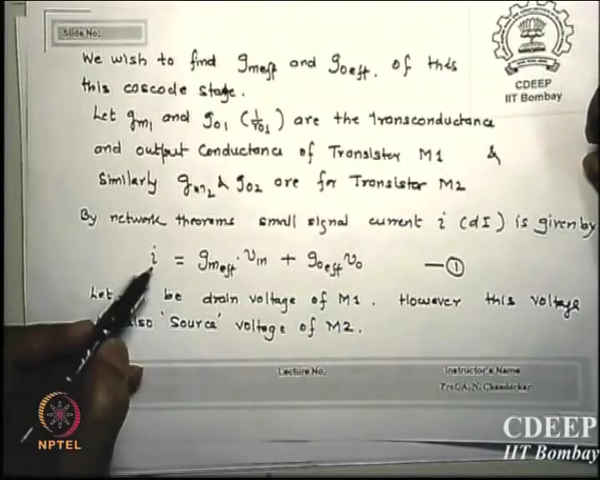 Slide No:
CDEEP
IIT Bombay
We wish to find gmeff and goeff. of this
this cascode stage.
Let gm1 and go1 (1/ro1) are the transconductance
and output conductance of Transistor M1 &
Similarly gm2 & go2 are for Transistor M2
By network theorems small signal current i (dI) is given by
i = gmeff . vin + goeff vo — ①
Let be drain voltage of M1. However this voltage
also 'Source' voltage of M2.
Lecture No.
Instructor's Name
Prof. A. N. Chandorkar
NPTEL
CDEEP
IIT Bombay